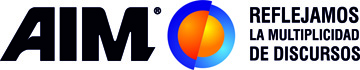 AIM®
REFLEJAMOS
LA MULTIPLICIDAD
DE DISCURSOS